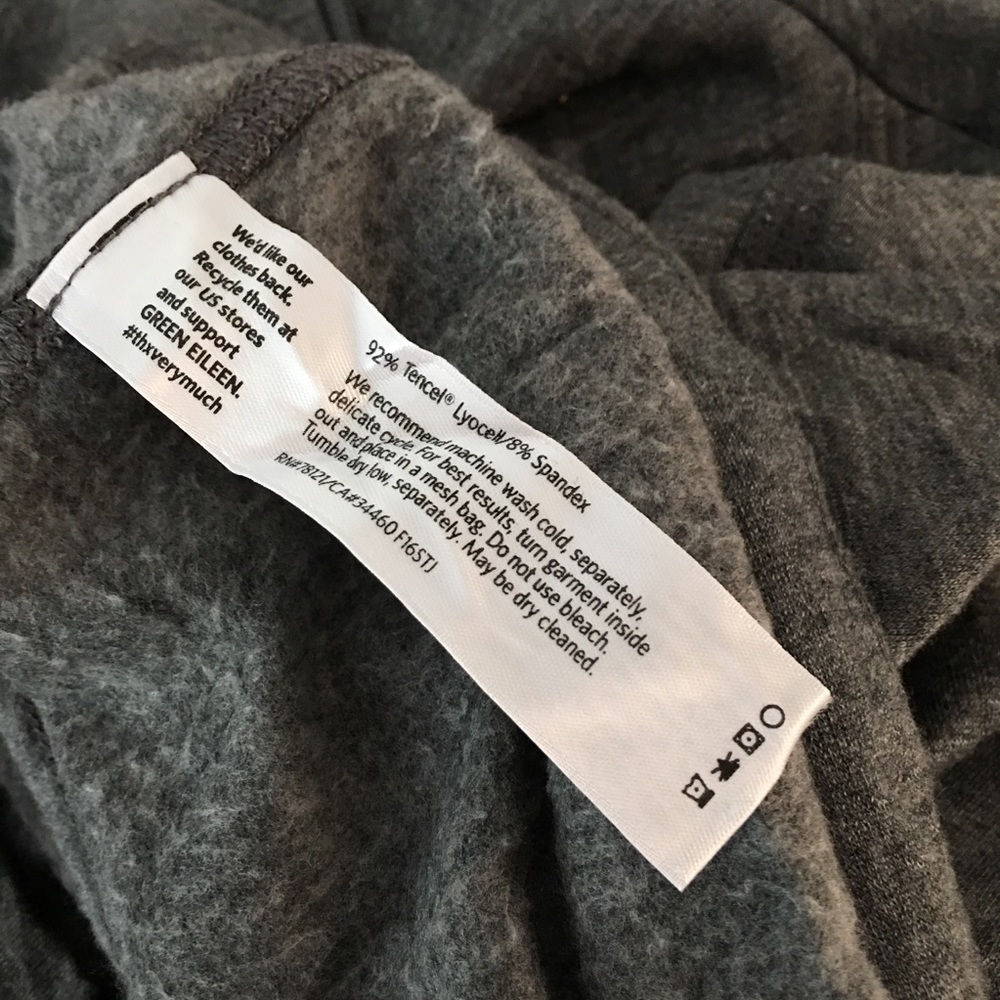 We'd like our
clothes back.
Recycle them at
our US stores
and support
GREEN EILEEN.
#thxverymuch
92% Tencel® Lyocell/8% Spandex
We recommend machine wash cold, separately,
delicate cycle. For best results, turn garment inside
out and place in a mesh bag. Do not use bleach.
Tumble dry low, separately. May be dry cleaned.
RN#78121/CA#34460 F16STJ